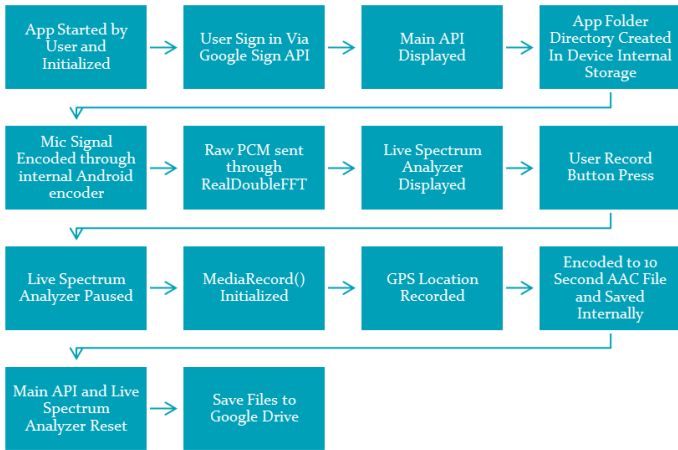 App Started by
User and
Initialized
User Sign in Via
Google Sign API
Main API
Displayed
App Folder
Directory Created
In Device Internal
Storage
Mic Signal
Encoded through
internal Android
encoder
Raw PCM sent
through
RealDoubleFFT
Live Spectrum
Analyzer
Displayed
User Record
Button Press
Live Spectrum
Analyzer Paused
MediaRecord()
Initialized
GPS Location
Recorded
Encoded to 10
Second AAC File
and Saved
Internally
Main API and Live
Spectrum
Analyzer Reset
Save Files to
Google Drive